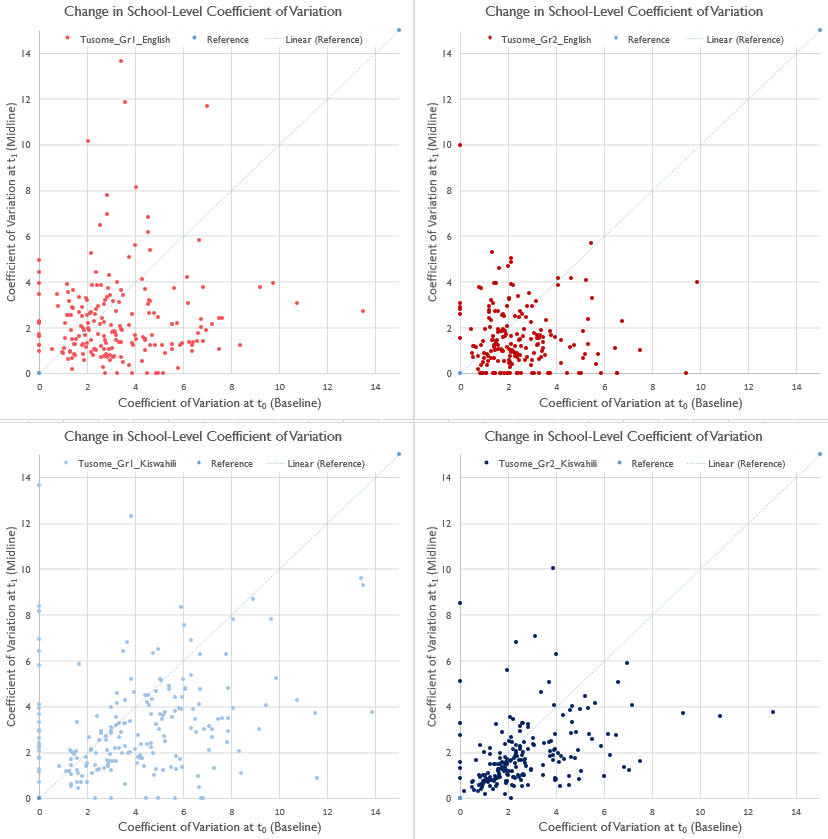 Change in School-Level Coefficient of Variation
Tusome_Gr1_English Reference Linear (Reference)
14
12
10
8
6
4
2
0
0 2 4 6 8 10 12 14
Coefficient of Variation at t1 (Midline)
Coefficient of Variation at t0 (Baseline)
Change in School-Level Coefficient of Variation
Tusome_Gr2_English Reference Linear (Reference)
14
12
10
8
6
4
2
0
0 2 4 6 8 10 12 14
Coefficient of Variation at t1 (Midline)
Coefficient of Variation at t0 (Baseline)
Change in School-Level Coefficient of Variation
Tusome_Gr1_Kiswahili Reference Linear (Reference)
14
12
10
8
6
4
2
0
0 2 4 6 8 10 12 14
Coefficient of Variation at t1 (Midline)
Coefficient of Variation at t0 (Baseline)
Change in School-Level Coefficient of Variation
Tusome_Gr2_Kiswahili Reference Linear (Reference)
14
12
10
8
6
4
2
0
0 2 4 6 8 10 12 14
Coefficient of Variation at t1 (Midline)
Coefficient of Variation at t0 (Baseline)